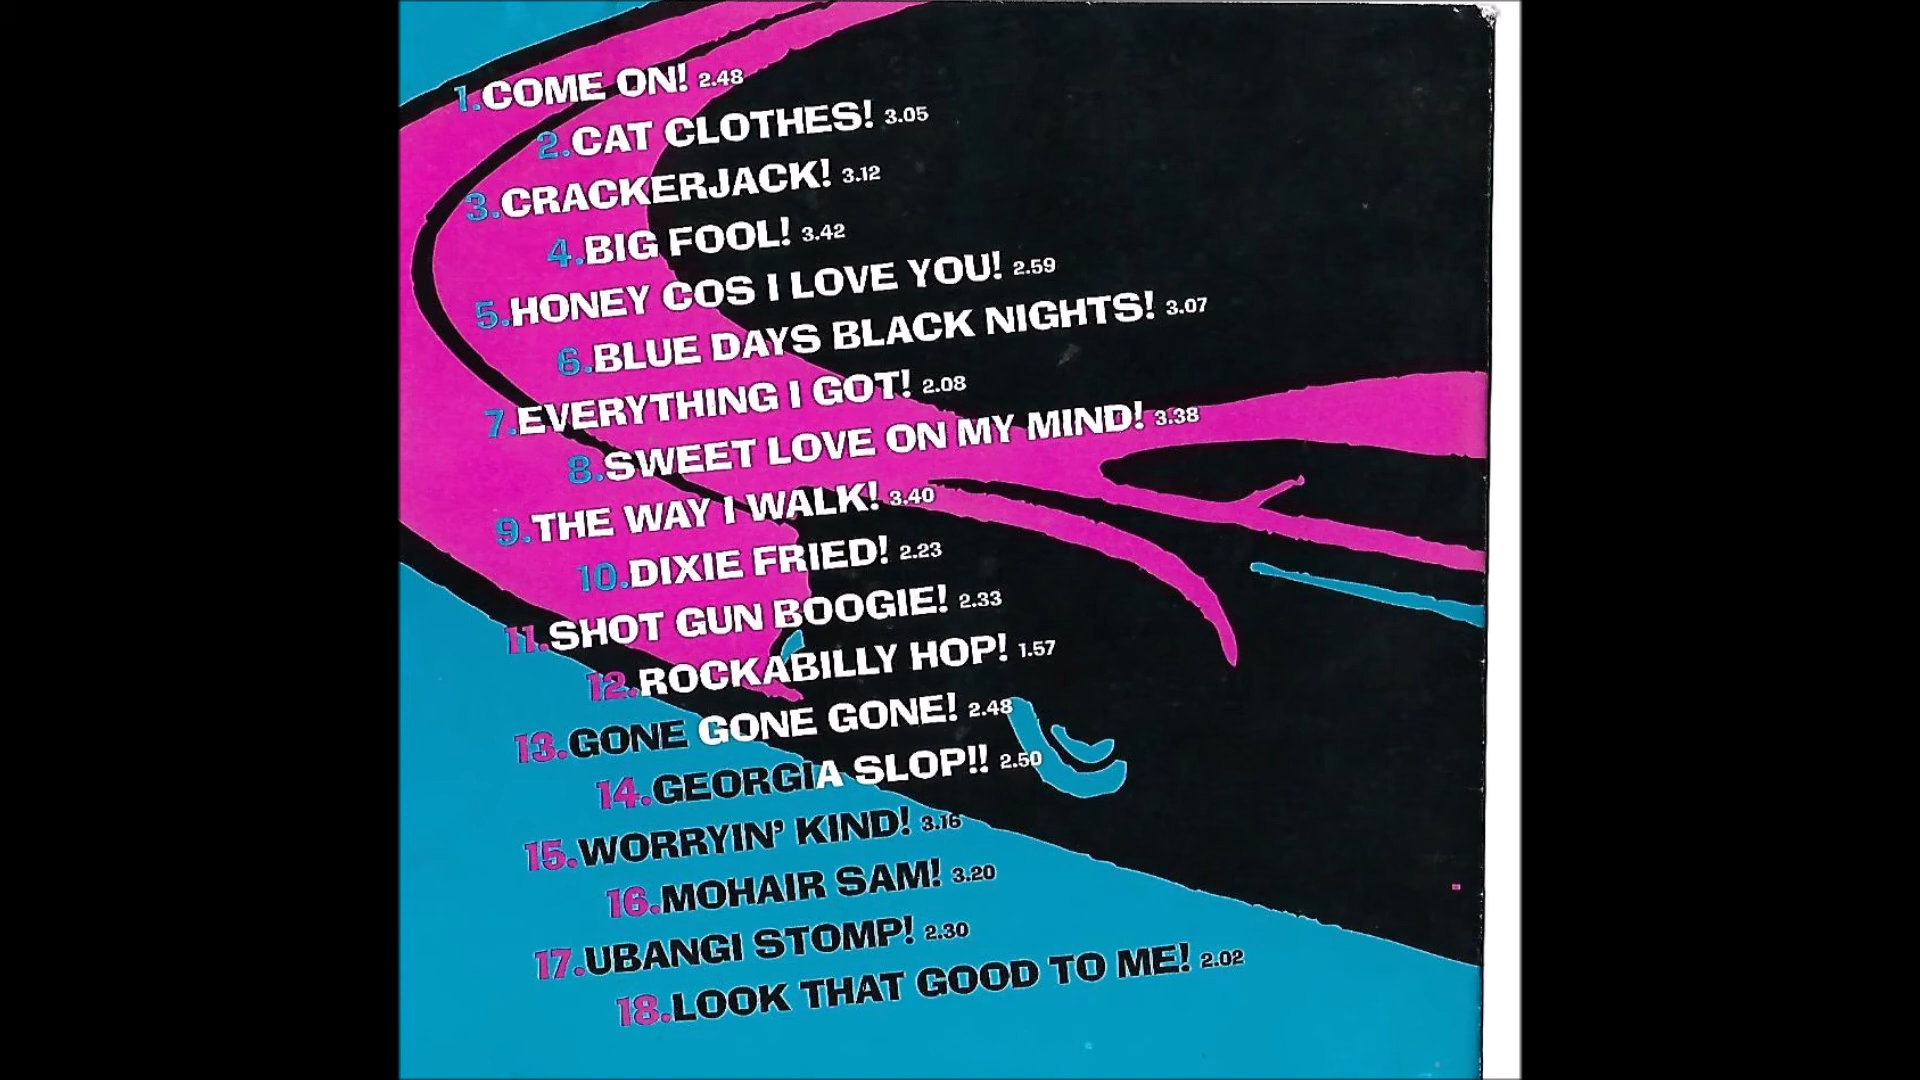 1.COME ON! 2.48
2.CAT CLOTHES! 3.05
3.CRACKERJACK! 3.12
4.BIG FOOL! 3.42
5.HONEY COS I LOVE YOU! 2.59
6.BLUE DAYS BLACK NIGHTS! 3.07
7.EVERYTHING I GOT! 2.08
8.SWEET LOVE ON MY MIND! 3.38
9.THE WAY I WALK! 3.40
10.DIXIE FRIED! 2.23
11.SHOT GUN BOOGIE! 2.33
12.ROCKABILLY HOP! 1.57
13.GONE GONE GONE! 2.48
14.GEORGIA SLOP!! 2.50
15.WORRYIN' KIND! 3.16
16.MOHAIR SAM! 3.20
17.UBANGI STOMP! 2.30
18.LOOK THAT GOOD TO ME! 2.02